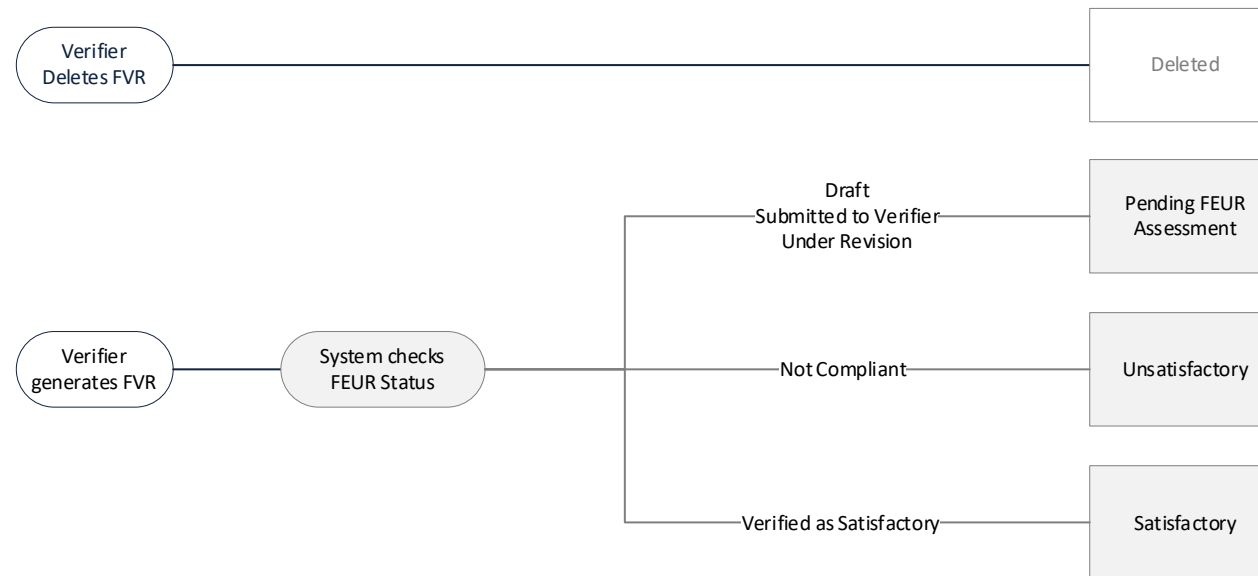 Verifier
Deletes FVR
Deleted
Draft
Submitted to Verifier
Under Revision
Pending FEUR
Assessment
Verifier
generates FVR
System checks
FEUR Status
Not Compliant
Unsatisfactory
Verified as Satisfactory
Satisfactory